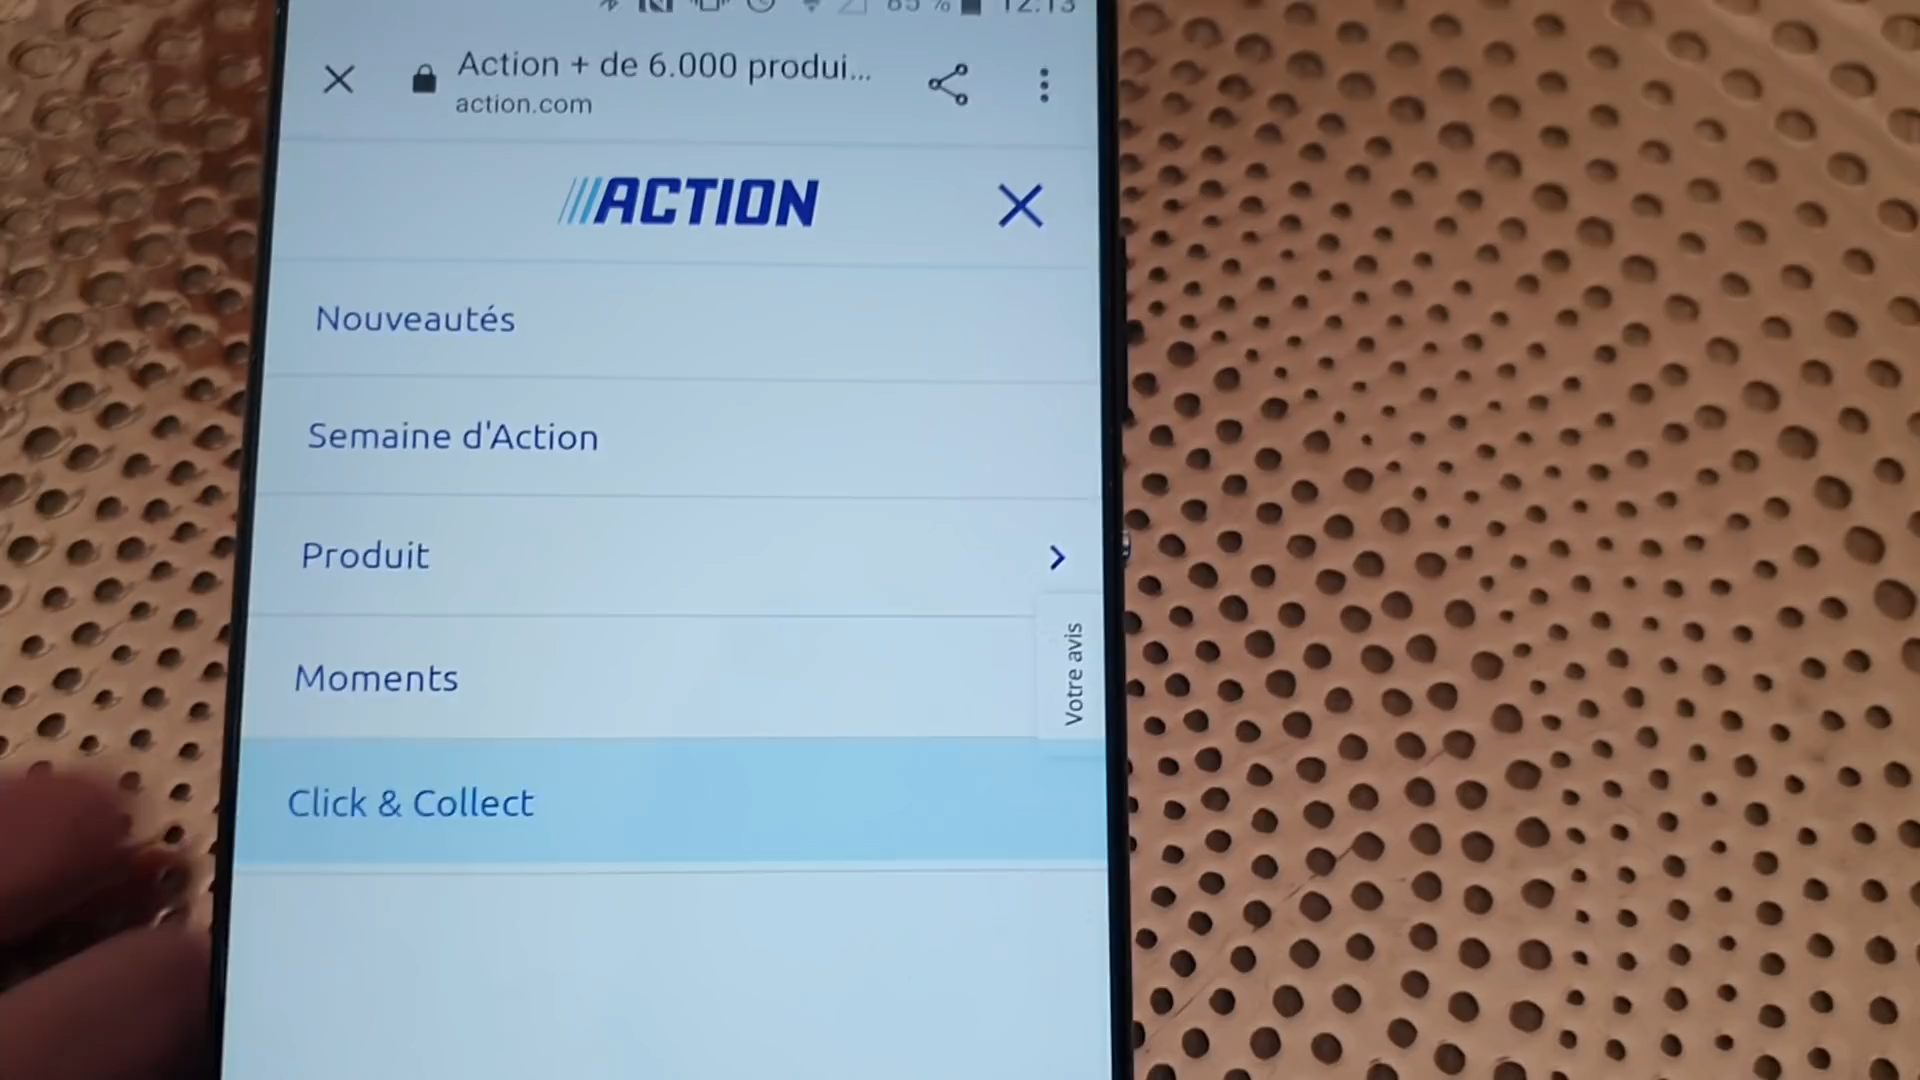 85 % 12:13
Action + de 6.000 produi...
action.com
ACTION
Nouveautés
Semaine d'Action
Produit
Moments
Votre avis
Click & Collect